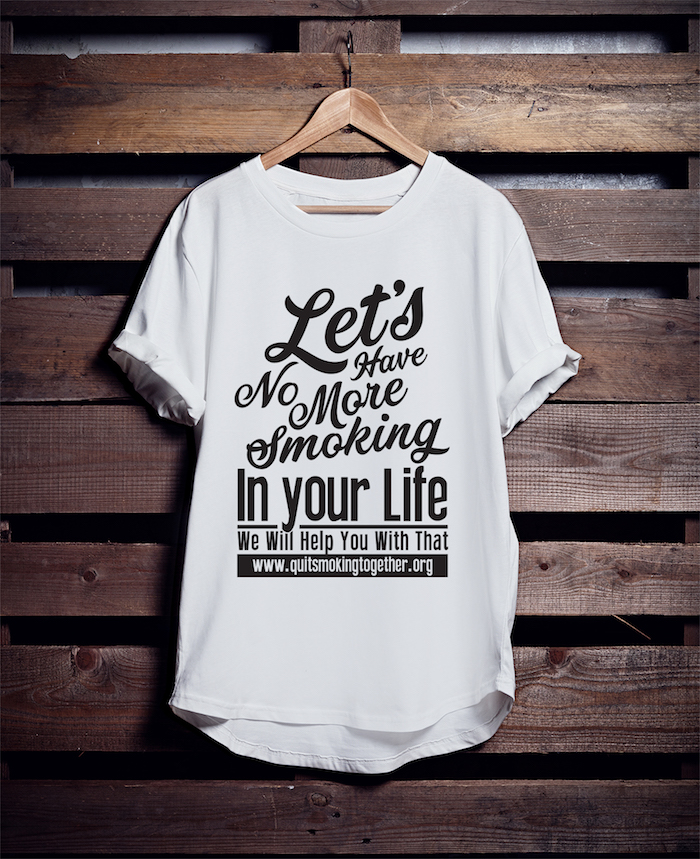 Let's
Have
No More
Smoking
In your Life
We Will Help You With That
www.quitsmokingtogether.org